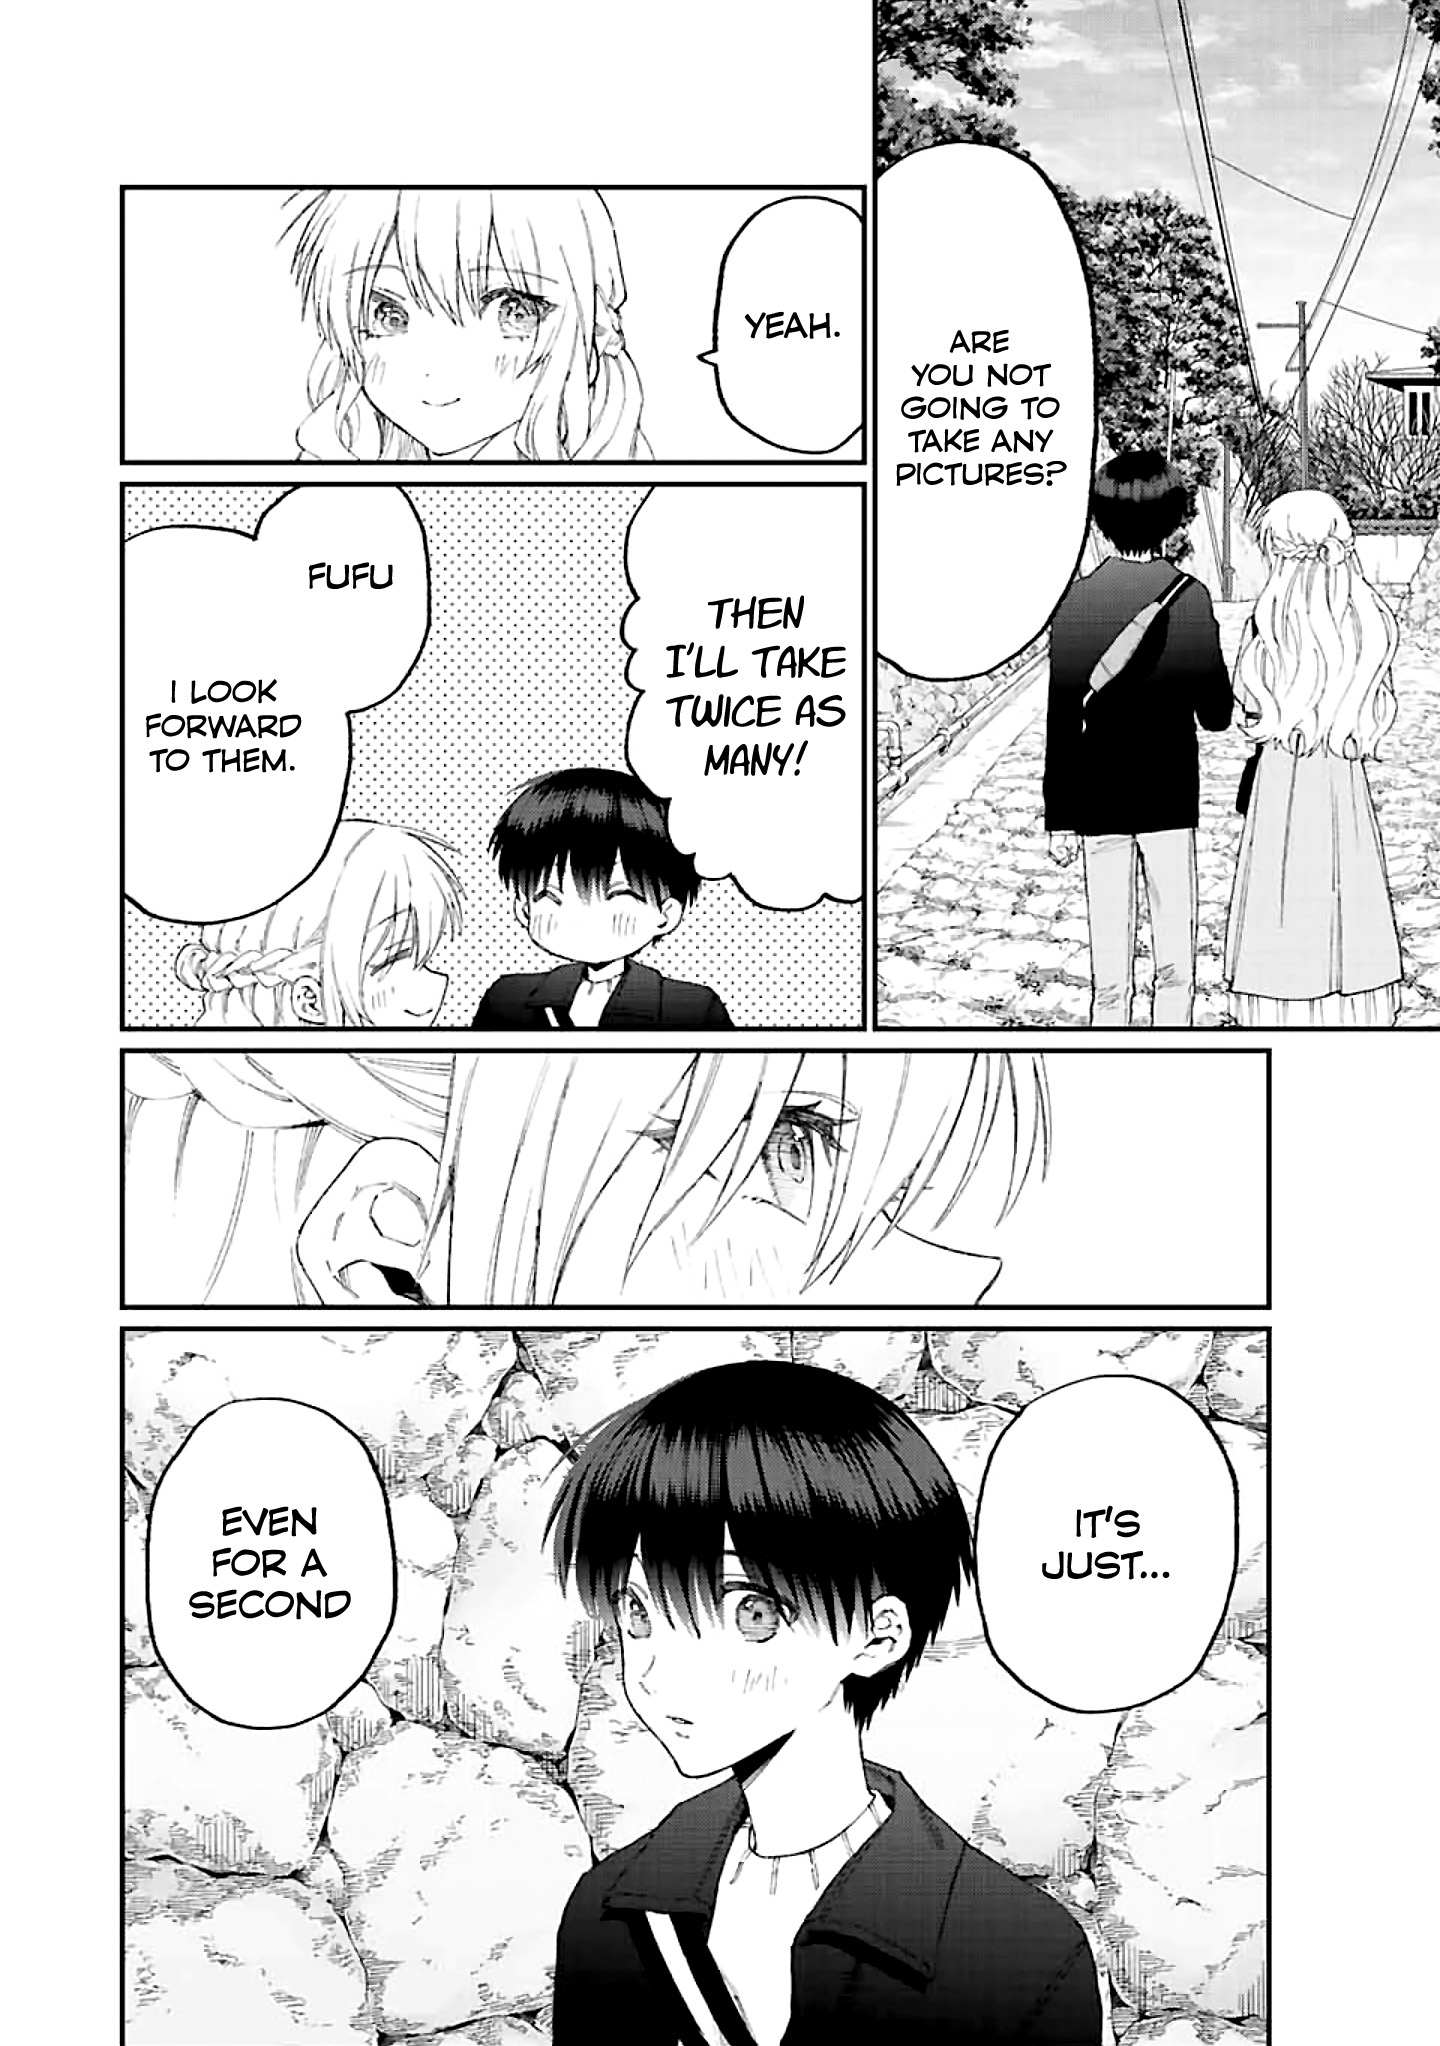 ARE
YOU NOT
GOING TO
TAKE ANY
PICTURES?
YEAH.
THEN
I'LL TAKE
TWICE AS
MANY!
FUFU
I LOOK
FORWARD
TO THEM.
IT'S
JUST...
EVEN
FOR A
SECOND